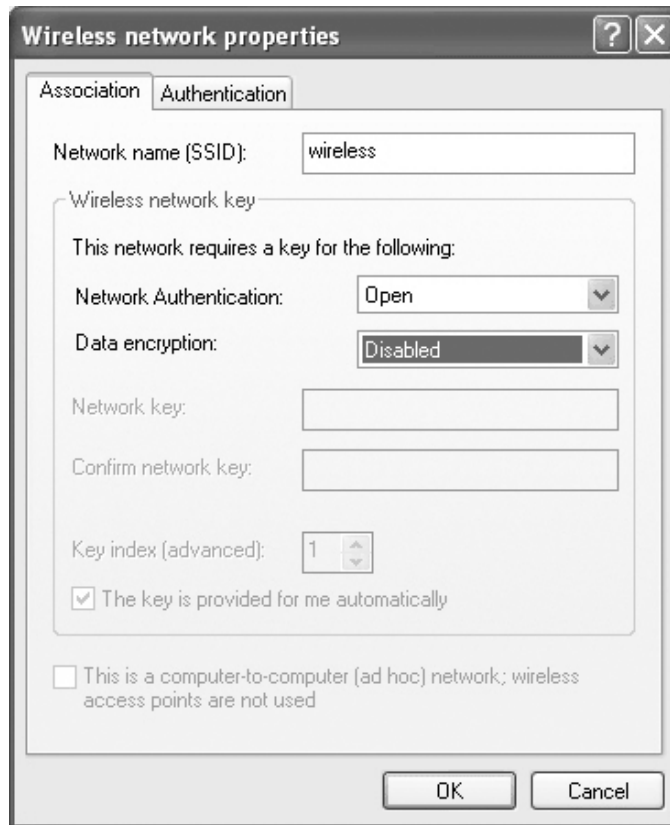 Wireless network properties
Association Authentication
Network name (SSID): wireless
Wireless network key
This network requires a key for the following:
Network Authentication: Open
Data encryption: Disabled
Network key:
Confirm network key:
Key index (advanced): 1
The key is provided for me automatically
This is a computer-to-computer (ad hoc) network; wireless
access points are not used
OK Cancel